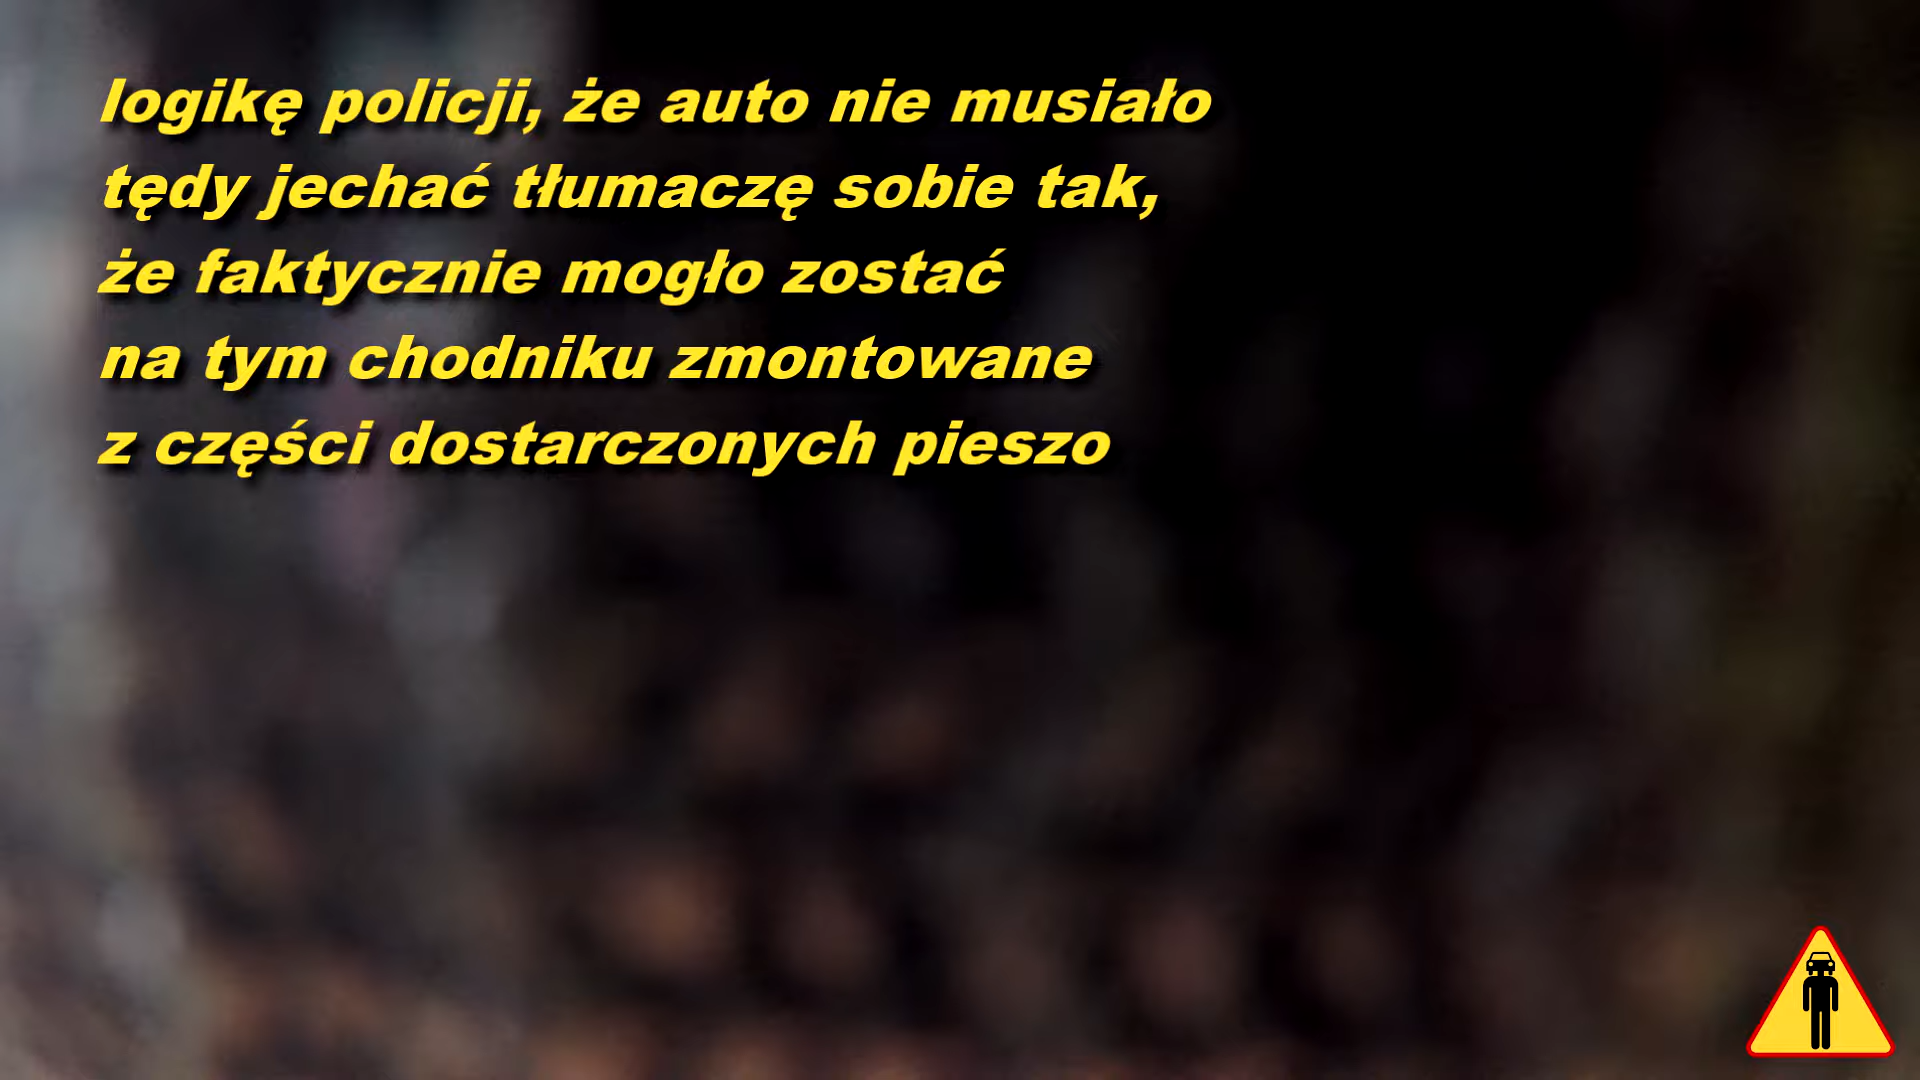 logikę policji, że auto nie musiało
tędy jechać tłumaczę sobie tak,
że faktycznie mogło zostać
na tym chodniku zmontowane
z części dostarczonych pieszo